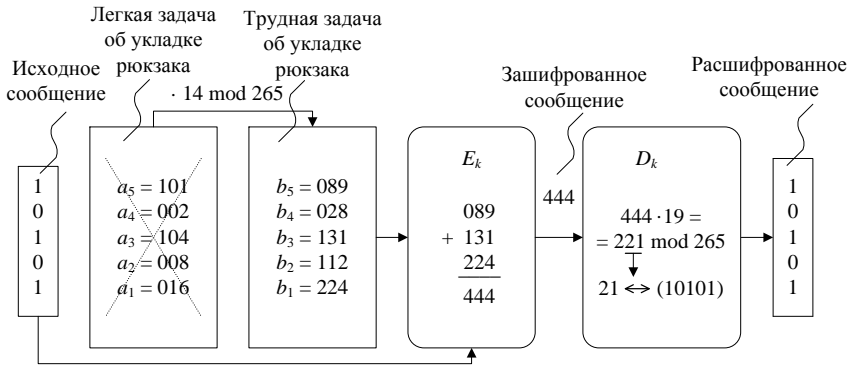 Исходное
сообщение
Легкая задача
об укладке
рюкзака
Трудная задача
об укладке
рюкзака
Зашифрованное
сообщение
Расшифрованное
сообщение
· 14 mod 265
1
0
1
0
1
a₅ = 101
a₄ = 002
a₃ = 104
a₂ = 008
a₁ = 016
b₅ = 089
b₄ = 028
b₃ = 131
b₂ = 112
b₁ = 224
Eₖ
089
+ 131
224
444
444
Dₖ
444 ·19 =
= 221 mod 265
21 ↔ (10101)
1
0
1
0
1